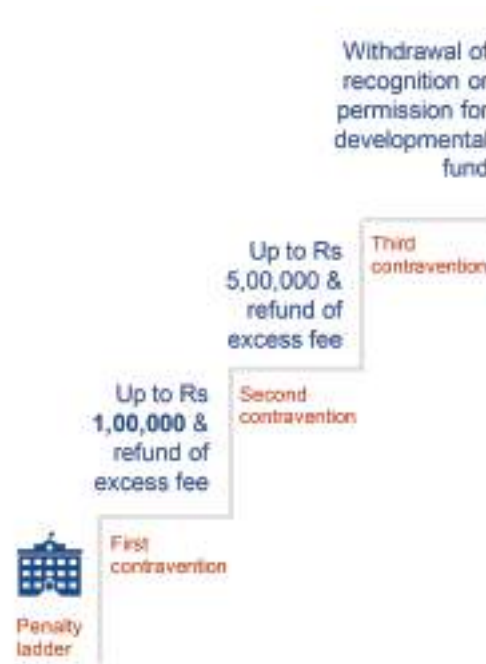 Withdrawal of
recognition or
permission for
developmental
fund
Third
contravention
Up to Rs
5,00,000 &
refund of
excess fee
Second
contravention
Up to Rs
1,00,000 &
refund of
excess fee
First
contravention
Penalty
ladder